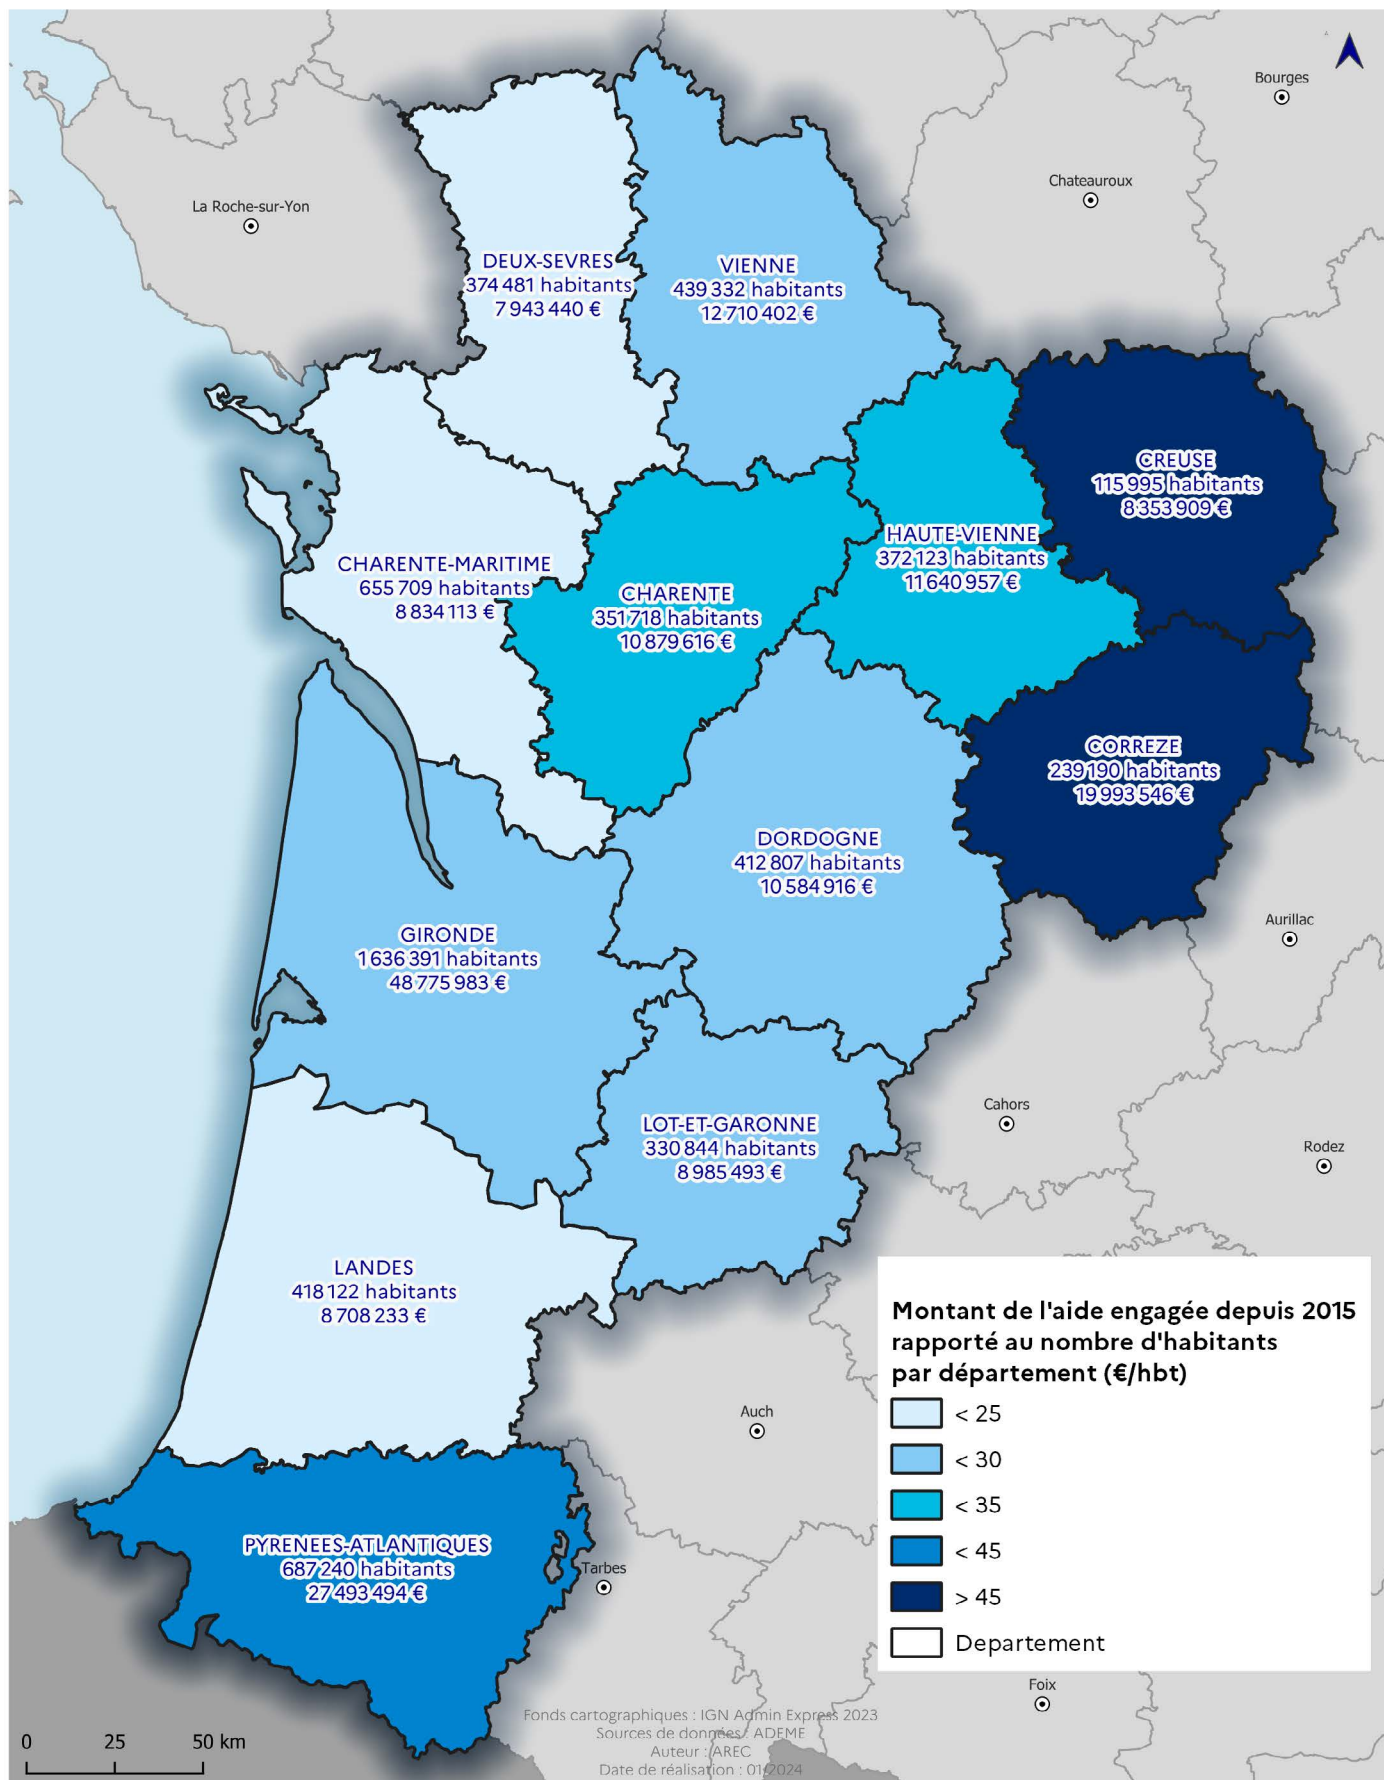 Bourges
Chateauroux
La Roche-sur-Yon
DEUX-SEVRES
374 481 habitants
7 943 440 €
VIENNE
439 332 habitants
12 710 402 €
CREUSE
115 995 habitants
8 353 909 €
HAUTE-VIENNE
372 123 habitants
11 640 957 €
CHARENTE-MARITIME
655 709 habitants
8 834 113 €
CHARENTE
351 718 habitants
10 879 616 €
CORREZE
239 190 habitants
19 993 546 €
DORDOGNE
412 807 habitants
10 584 916 €
Aurillac
GIRONDE
1 636 391 habitants
48 775 983 €
Cahors
LOT-ET-GARONNE
330 844 habitants
8 985 493 €
Rodez
LANDES
418 122 habitants
8 708 233 €
Montant de l'aide engagée depuis 2015
rapporté au nombre d'habitants
par département (€/hbt)
< 25
< 30
< 35
< 45
> 45
Departement
Auch
PYRENEES-ATLANTIQUES
687 240 habitants
27 493 494 €
Tarbes
Foix
Fonds cartographiques : IGN Admin Express 2023
Sources de données : ADEME
Auteur : AREC
Date de réalisation : 01/2024
0 25 50 km